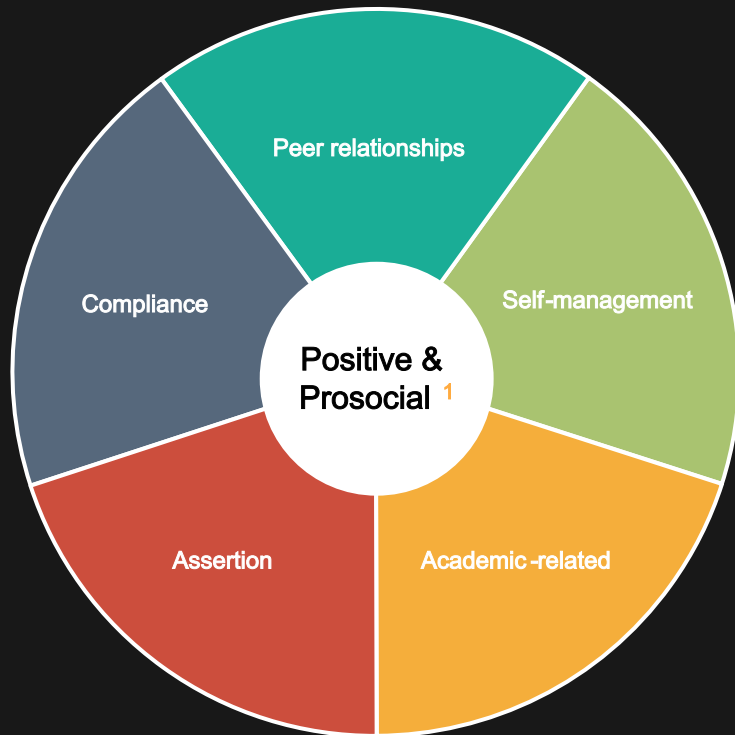 Peer relationships
Compliance
Self-management
Positive &
Prosocial 1
Assertion
Academic-related